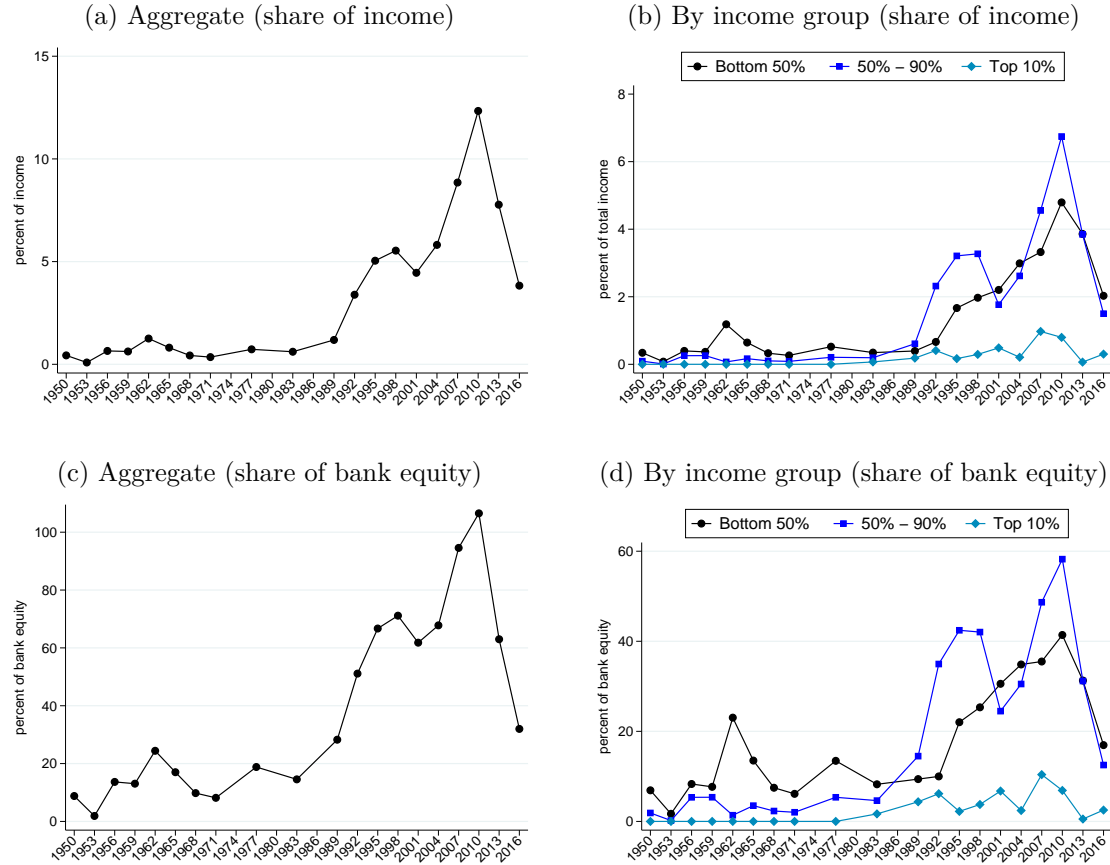 (a) Aggregate (share of income)
percent of income
15
10
5
0
1950 1953 1956 1959 1962 1965 1968 1971 1974 1977 1980 1983 1986 1989 1992 1995 1998 2001 2004 2007 2010 2013 2016
(b) By income group (share of income)
Bottom 50% 50% − 90% Top 10%
percent of total income
8
6
4
2
0
1950 1953 1956 1959 1962 1965 1968 1971 1974 1977 1980 1983 1986 1989 1992 1995 1998 2001 2004 2007 2010 2013 2016
(c) Aggregate (share of bank equity)
percent of bank equity
100
80
60
40
20
0
1950 1953 1956 1959 1962 1965 1968 1971 1974 1977 1980 1983 1986 1989 1992 1995 1998 2001 2004 2007 2010 2013 2016
(d) By income group (share of bank equity)
Bottom 50% 50% − 90% Top 10%
percent of bank equity
60
40
20
0
1950 1953 1956 1959 1962 1965 1968 1971 1974 1977 1980 1983 1986 1989 1992 1995 1998 2001 2004 2007 2010 2013 2016